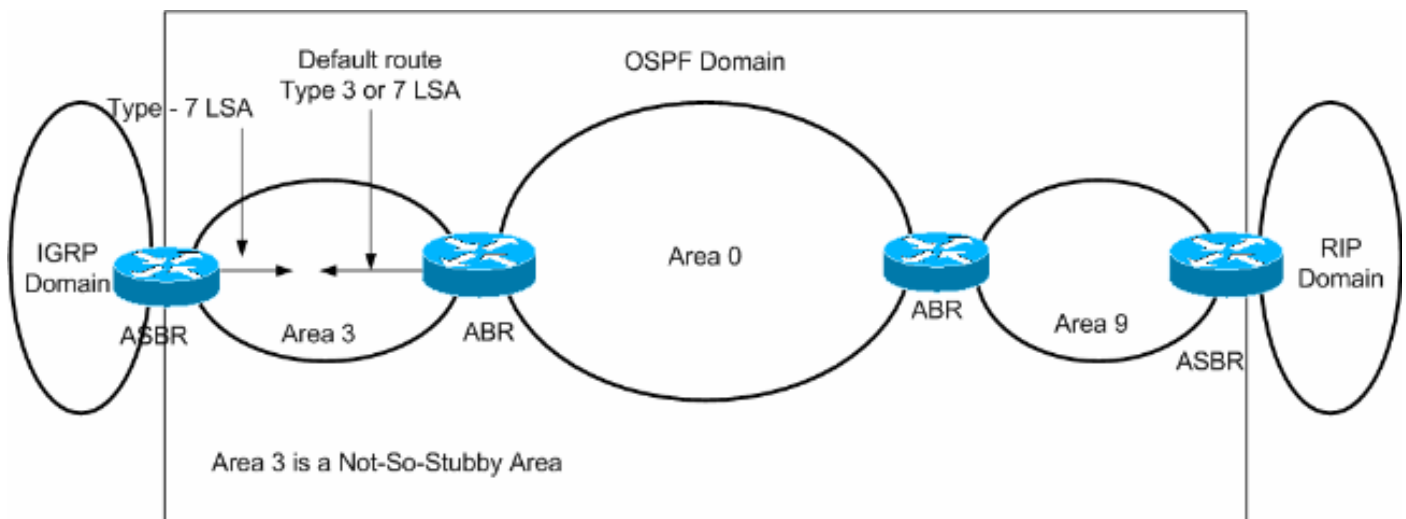 Default route
Type 3 or 7 LSA
OSPF Domain
Type - 7 LSA
IGRP
Domain
ASBR
Area 3
ABR
Area 0
ABR
Area 9
ASBR
RIP
Domain
Area 3 is a Not-So-Stubby Area